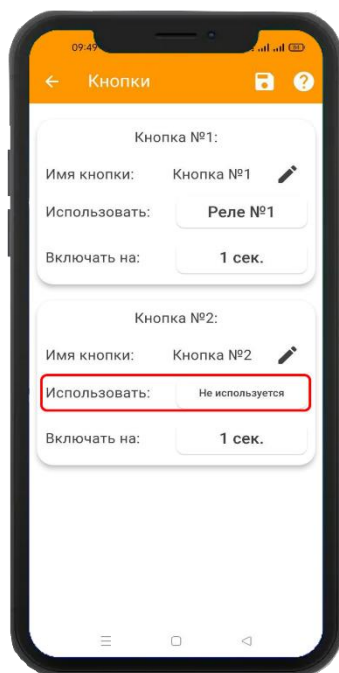 09:49
Кнопки
Кнопка №1:
Имя кнопки: Кнопка №1
Использовать: Реле №1
Включать на: 1 сек.
Кнопка №2:
Имя кнопки: Кнопка №2
Использовать: Не используется
Включать на: 1 сек.